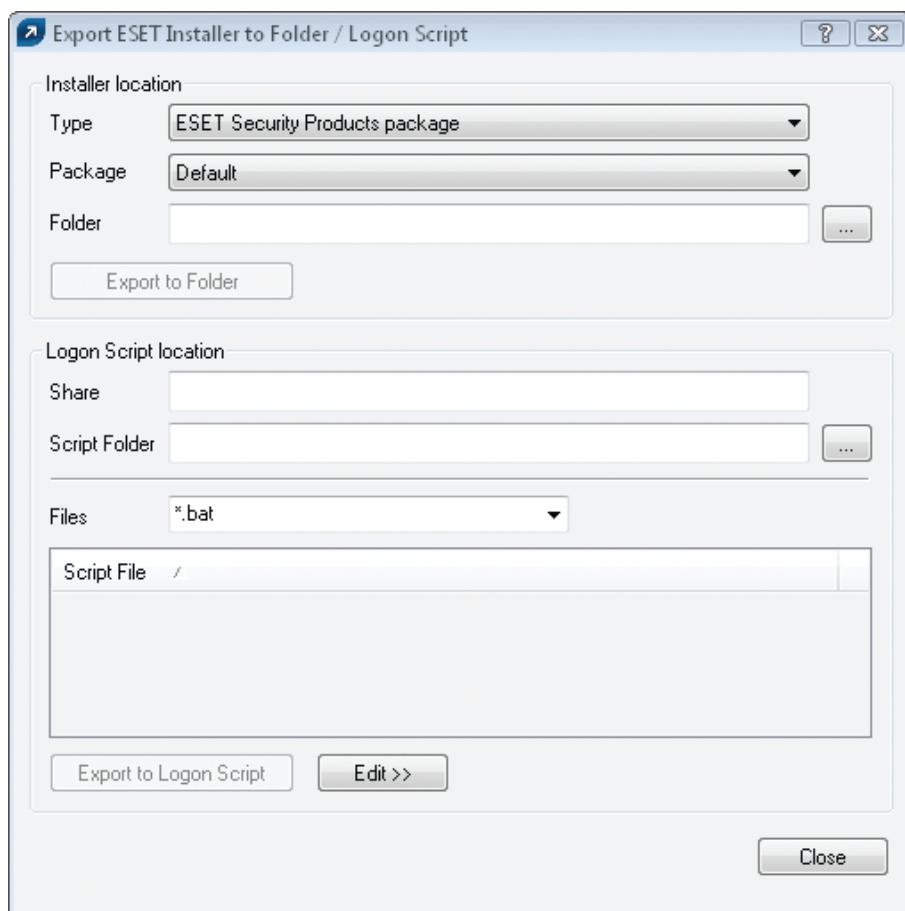 Export ESET Installer to Folder / Logon Script
Installer location
Type
ESET Security Products package
Package
Default
Folder
...
Export to Folder
Logon Script location
Share
Script Folder
...
Files
*.bat
Script File
Export to Logon Script
Edit >>
Close